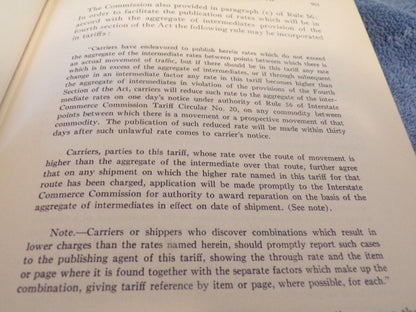 901
The Commission also provided in paragraph (c) of Rule 56.
In order to facilitate the publication of rates which will be in
accord with the aggregate of intermediates provision of the
fourth section of the Act the following rule may be incorporated
in tariffs:
"Carriers have endeavored to publish herein rates which do not exceed
the aggregate of the intermediate rates between points between which there is
an actual movement of traffic, but if there should be in this tariff any rate
which is in excess of the aggregate of intermediates, or if through subsequent
change in an intermediate factor any rate in this tariff becomes higher than
the aggregate of intermediates in violation of the provisions of the Fourth
Section of the Act, carriers will reduce such rate to the aggregate of the inter-
mediate rates on one day's notice under authority of Rule 56 of Interstate
Commerce Commission Tariff Circular No. 20, on any commodity between
points between which there is a movement or a prospective movement of that
commodity. The publication of such reduced rate will be made within thirty
days after such unlawful rate comes to carrier's notice.
Carriers, parties to this tariff, whose rate over the route of movement is
higher than the aggregate of the intermediate over that route, further agree
that on any shipment on which the higher rate named in this tariff for that
route has been charged, application will be made promptly to the Interstate
Commerce Commission for authority to award reparation on the basis of the
aggregate of intermediates in effect on date of shipment. (See note).
Note.—Carriers or shippers who discover combinations which result in
lower charges than the rates named herein, should promptly report such cases
to the publishing agent of this tariff, showing the through rate and the item
or page where it is found together with the separate factors which make up the
combination, giving tariff reference by item or page, where possible, for each."